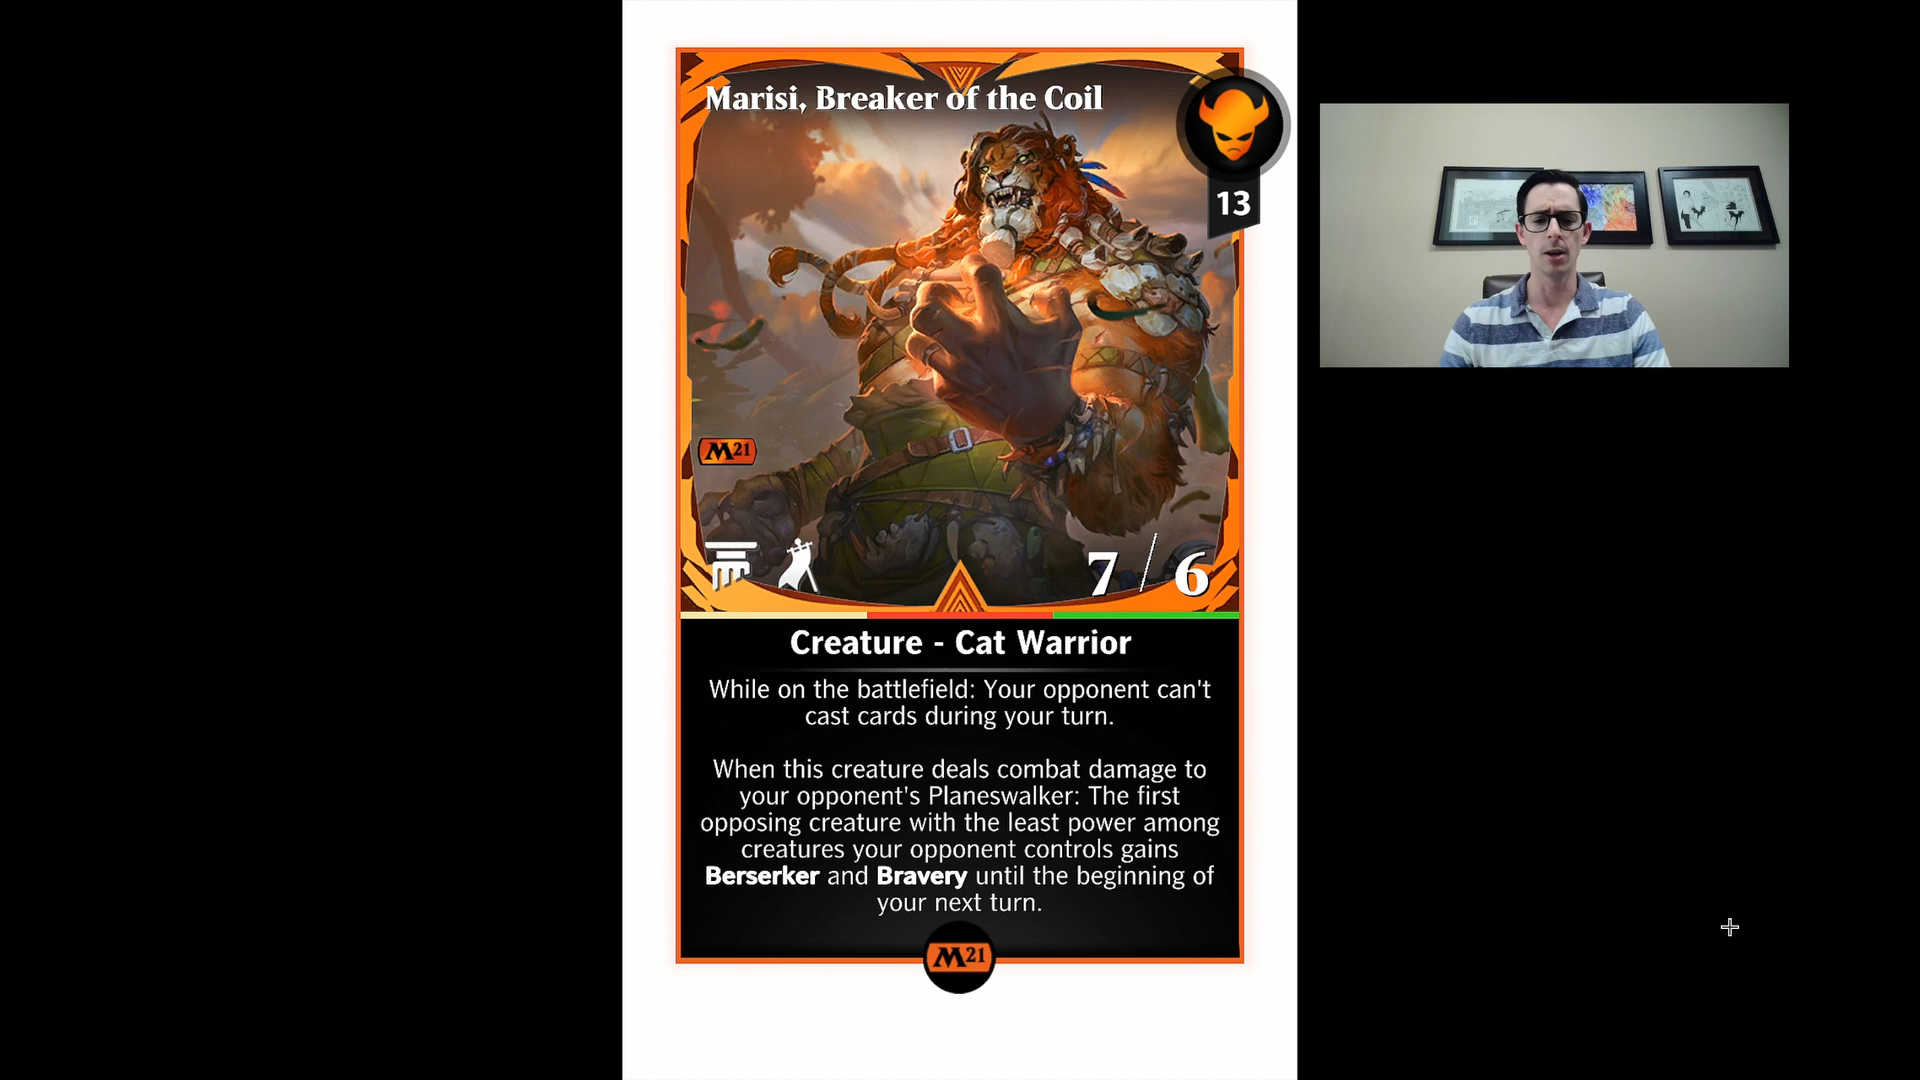 Marisi, Breaker of the Coil
13
M21
7 / 6
Creature - Cat Warrior
While on the battlefield: Your opponent can't
cast cards during your turn.
When this creature deals combat damage to
your opponent's Planeswalker: The first
opposing creature with the least power among
creatures your opponent controls gains
Berserker and Bravery until the beginning of
your next turn.
M21